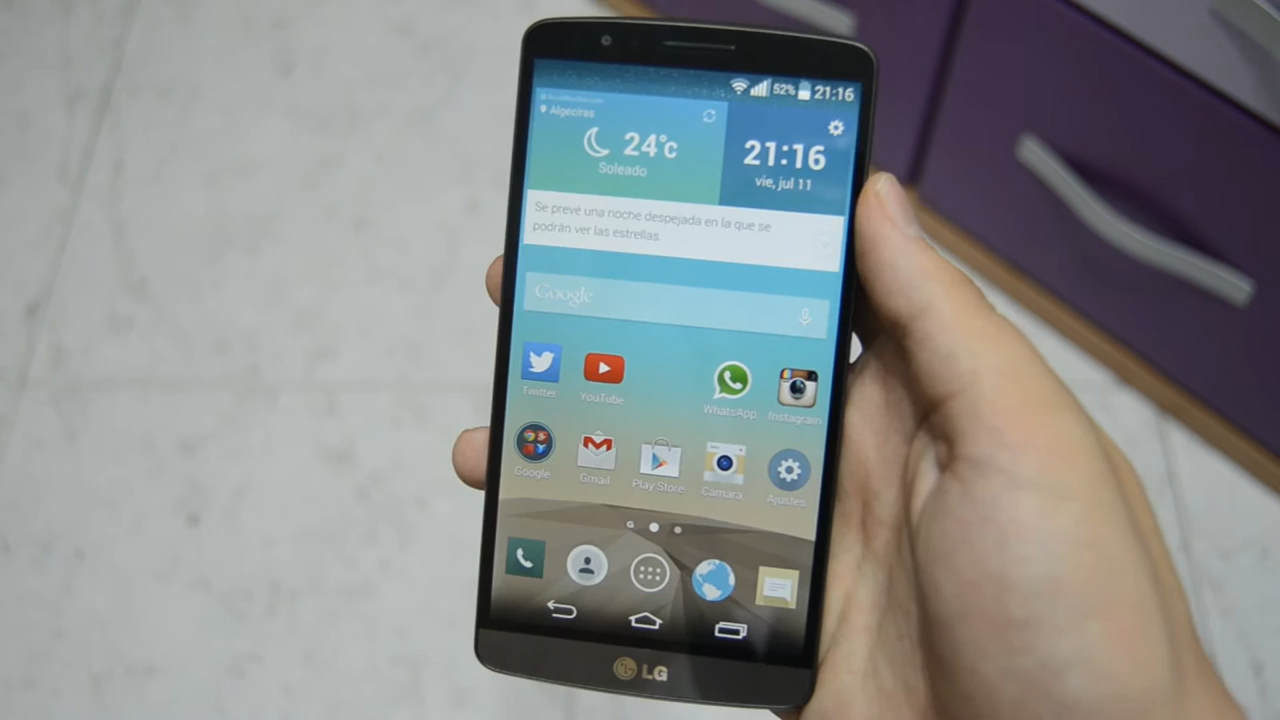 52% 21:16
Algeciras
24°c
Soleado
21:16
vie, jul 11
Se prevé una noche despejada en la que se
podrán ver las estrellas.
Google
Twitter YouTube WhatsApp Instagram
Google Gmail Play Store Cámara Ajustes
LG